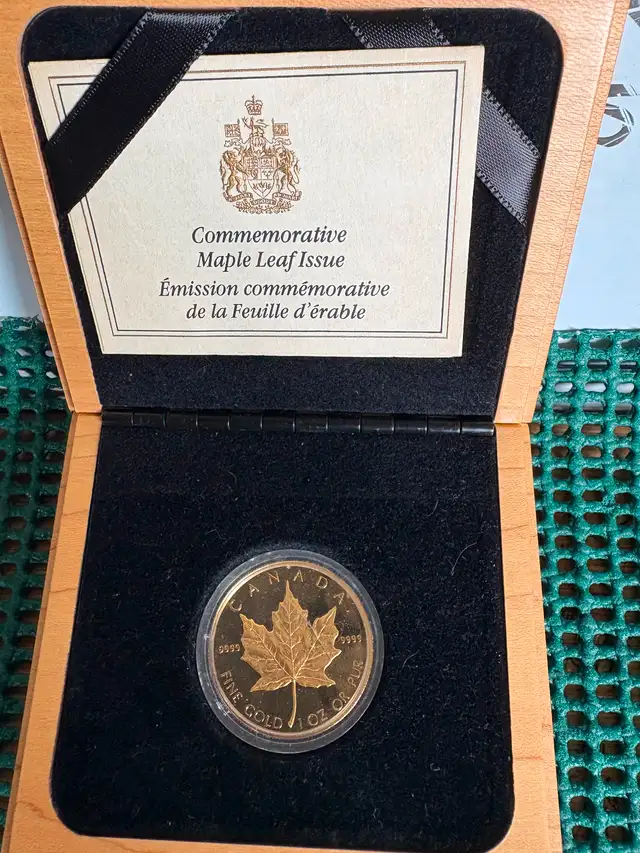 Commemorative
Maple Leaf Issue
Émission commémorative
de la Feuille d'érable
CANADA
9999 9999
FINE GOLD 1 OZ OR PUR